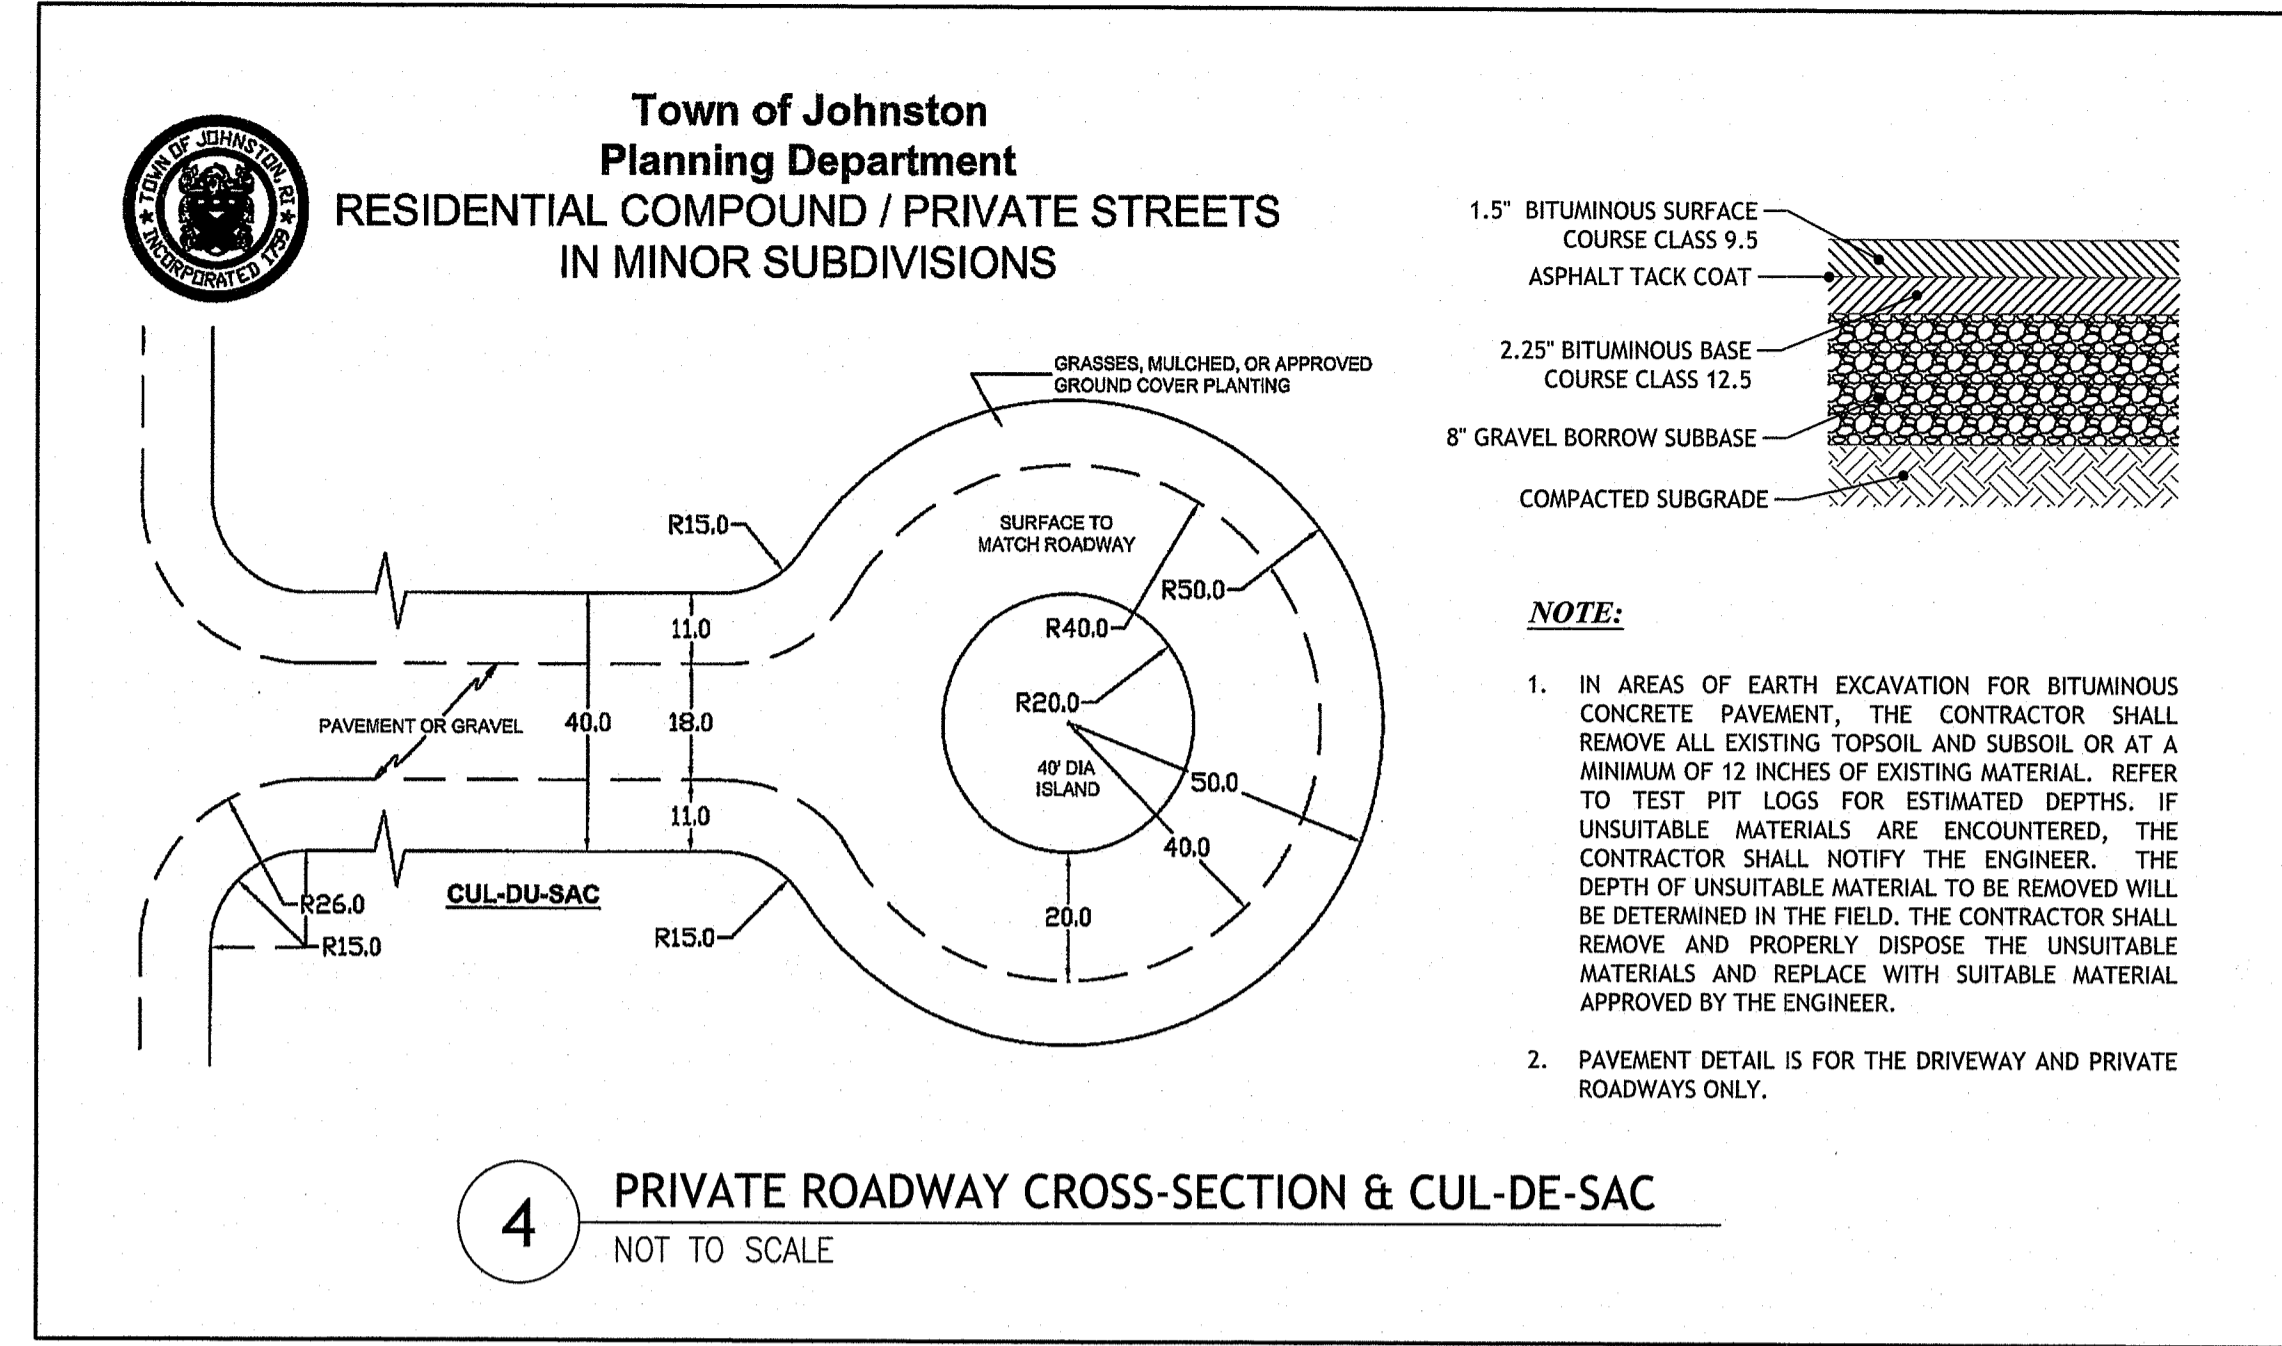 Town of Johnston
Planning Department
RESIDENTIAL COMPOUND / PRIVATE STREETS
IN MINOR SUBDIVISIONS
TOWN OF JOHNSTON, RI
INCORPORATED 1759
GRASSES, MULCHED, OR APPROVED
GROUND COVER PLANTING
R15.0
SURFACE TO
MATCH ROADWAY
R50.0
11.0
R40.0
R20.0
PAVEMENT OR GRAVEL
40.0
18.0
40' DIA
ISLAND
50.0
11.0
40.0
CUL-DU-SAC
R26.0
20.0
R15.0
R15.0
1.5" BITUMINOUS SURFACE
COURSE CLASS 9.5
ASPHALT TACK COAT
2.25" BITUMINOUS BASE
COURSE CLASS 12.5
8" GRAVEL BORROW SUBBASE
COMPACTED SUBGRADE
NOTE:
1. IN AREAS OF EARTH EXCAVATION FOR BITUMINOUS
CONCRETE PAVEMENT, THE CONTRACTOR SHALL
REMOVE ALL EXISTING TOPSOIL AND SUBSOIL OR AT A
MINIMUM OF 12 INCHES OF EXISTING MATERIAL. REFER
TO TEST PIT LOGS FOR ESTIMATED DEPTHS. IF
UNSUITABLE MATERIALS ARE ENCOUNTERED, THE
CONTRACTOR SHALL NOTIFY THE ENGINEER. THE
DEPTH OF UNSUITABLE MATERIAL TO BE REMOVED WILL
BE DETERMINED IN THE FIELD. THE CONTRACTOR SHALL
REMOVE AND PROPERLY DISPOSE THE UNSUITABLE
MATERIALS AND REPLACE WITH SUITABLE MATERIAL
APPROVED BY THE ENGINEER.
2. PAVEMENT DETAIL IS FOR THE DRIVEWAY AND PRIVATE
ROADWAYS ONLY.
4
PRIVATE ROADWAY CROSS-SECTION & CUL-DE-SAC
NOT TO SCALE